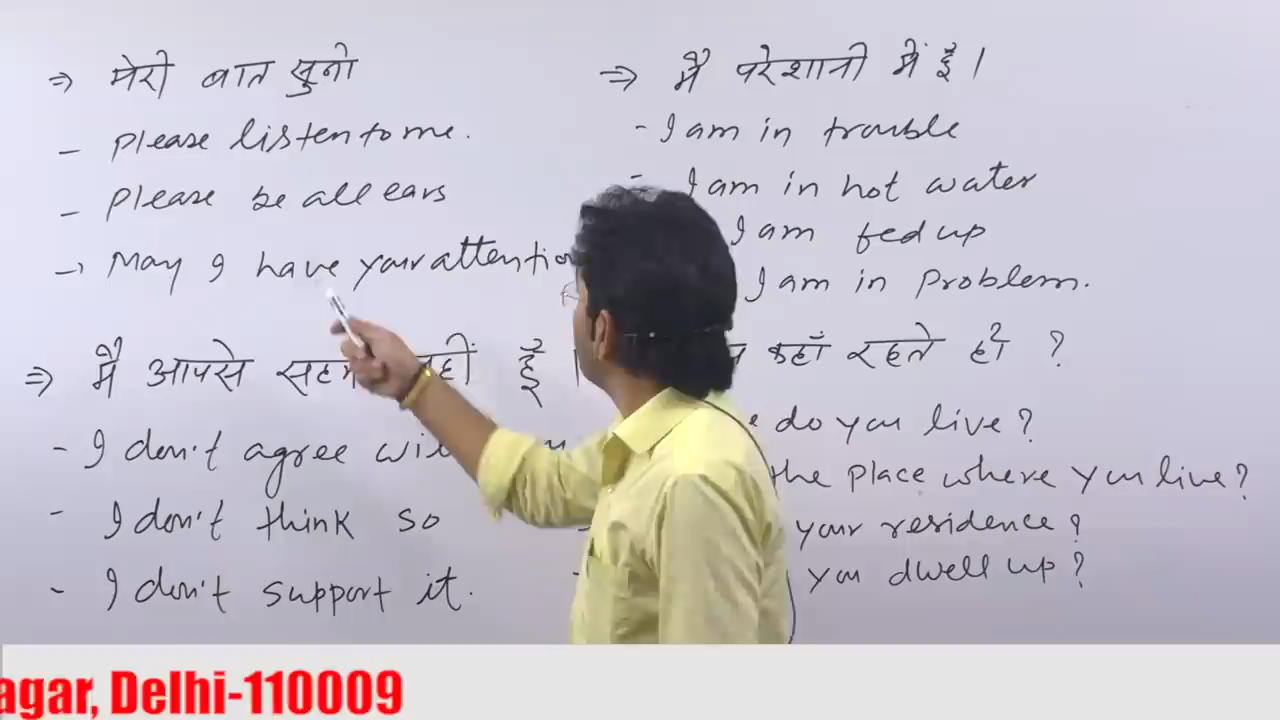 ⇒ मेरी बात सुनो
- Please listen to me.
- Please be all ears
→ May I have your attention
⇒ मैं आपसे नहीं हूँ ।
- I don't agree
- I don't think so
- I don't support it.
⇒ मैं परेशानी में हूँ ।
- I am in trouble
- I am in hot water
I am fed up
I am in Problem.
कहाँ रहते हो ?
do you live?
the place where you live?
your residence?
you dwell up?
agar, Delhi-110009